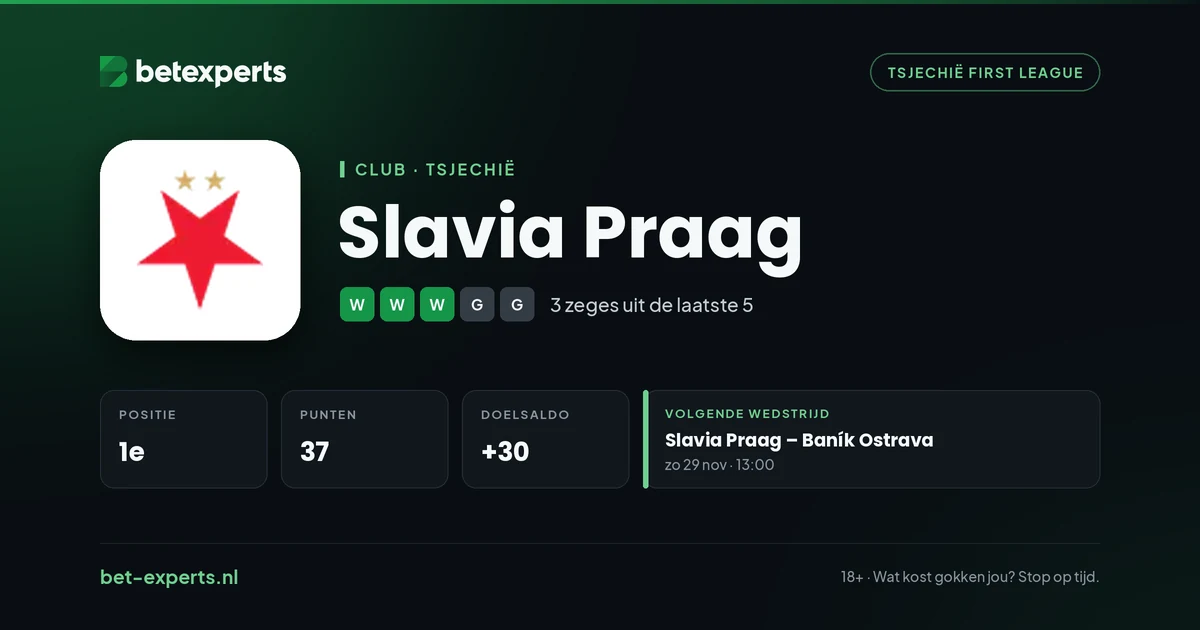 betexperts
TSJECHIË FIRST LEAGUE
CLUB · TSJECHIË
Slavia Praag
W W W G G 3 zeges uit de laatste 5
POSITIE
1e
PUNTEN
37
DOELSALDO
+30
VOLGENDE WEDSTRIJD
Slavia Praag – Baník Ostrava
zo 29 nov · 13:00
bet-experts.nl
18+ · Wat kost gokken jou? Stop op tijd.